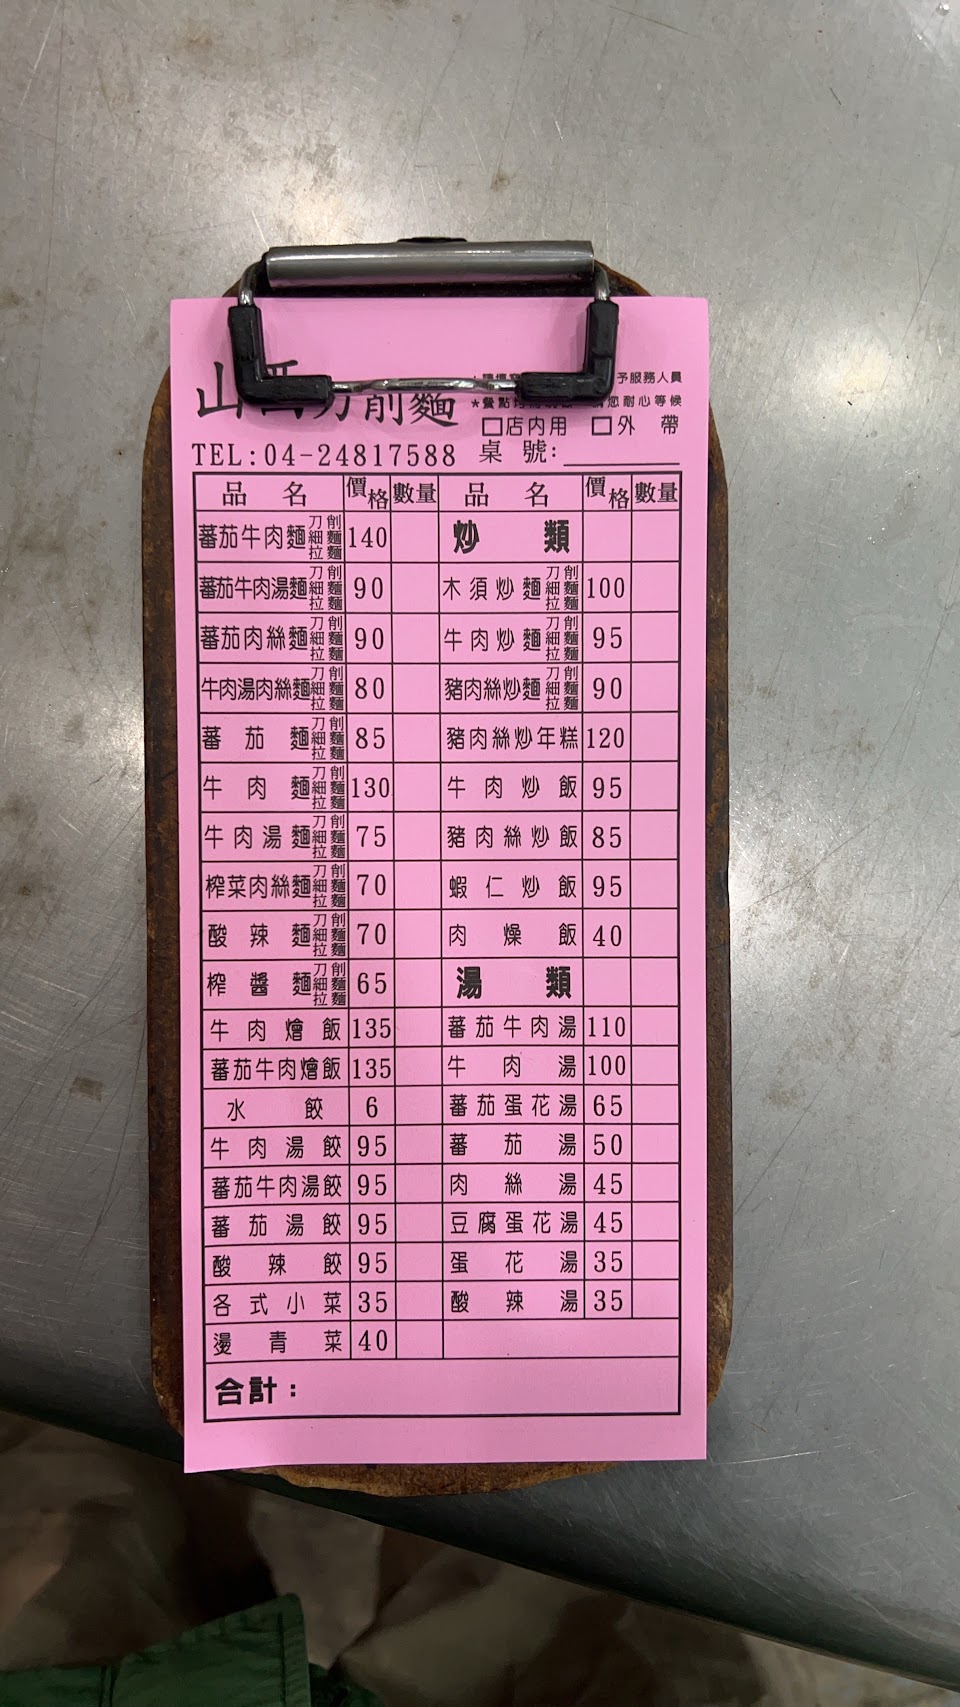 山西刀削麵
予服務人員
*餐點均 請您耐心等候
□店內用 □外帶
TEL:04-24817588 桌號:
品名 價格 數量 品名 價格 數量
蕃茄牛肉麵 刀削 細麵 拉麵 140 炒類
蕃茄牛肉湯麵 刀削 細麵 拉麵 90 木須炒麵 刀削 細麵 拉麵 100
蕃茄肉絲麵 刀削 細麵 拉麵 90 牛肉炒麵 刀削 細麵 拉麵 95
牛肉湯肉絲麵 刀削 細麵 拉麵 80 豬肉絲炒麵 刀削 細麵 拉麵 90
蕃茄麵 刀削 細麵 拉麵 85 豬肉絲炒年糕 120
牛肉麵 刀削 細麵 拉麵 130 牛肉炒飯 95
牛肉湯麵 刀削 細麵 拉麵 75 豬肉絲炒飯 85
榨菜肉絲麵 刀削 細麵 拉麵 70 蝦仁炒飯 95
酸辣麵 刀削 細麵 拉麵 70 肉燥飯 40
榨醬麵 刀削 細麵 拉麵 65 湯類
牛肉燴飯 135 蕃茄牛肉湯 110
蕃茄牛肉燴飯 135 牛肉湯 100
水餃 6 蕃茄蛋花湯 65
牛肉湯餃 95 蕃茄湯 50
蕃茄牛肉湯餃 95 肉絲湯 45
蕃茄湯餃 95 豆腐蛋花湯 45
酸辣餃 95 蛋花湯 35
各式小菜 35 酸辣湯 35
燙青菜 40
合計：